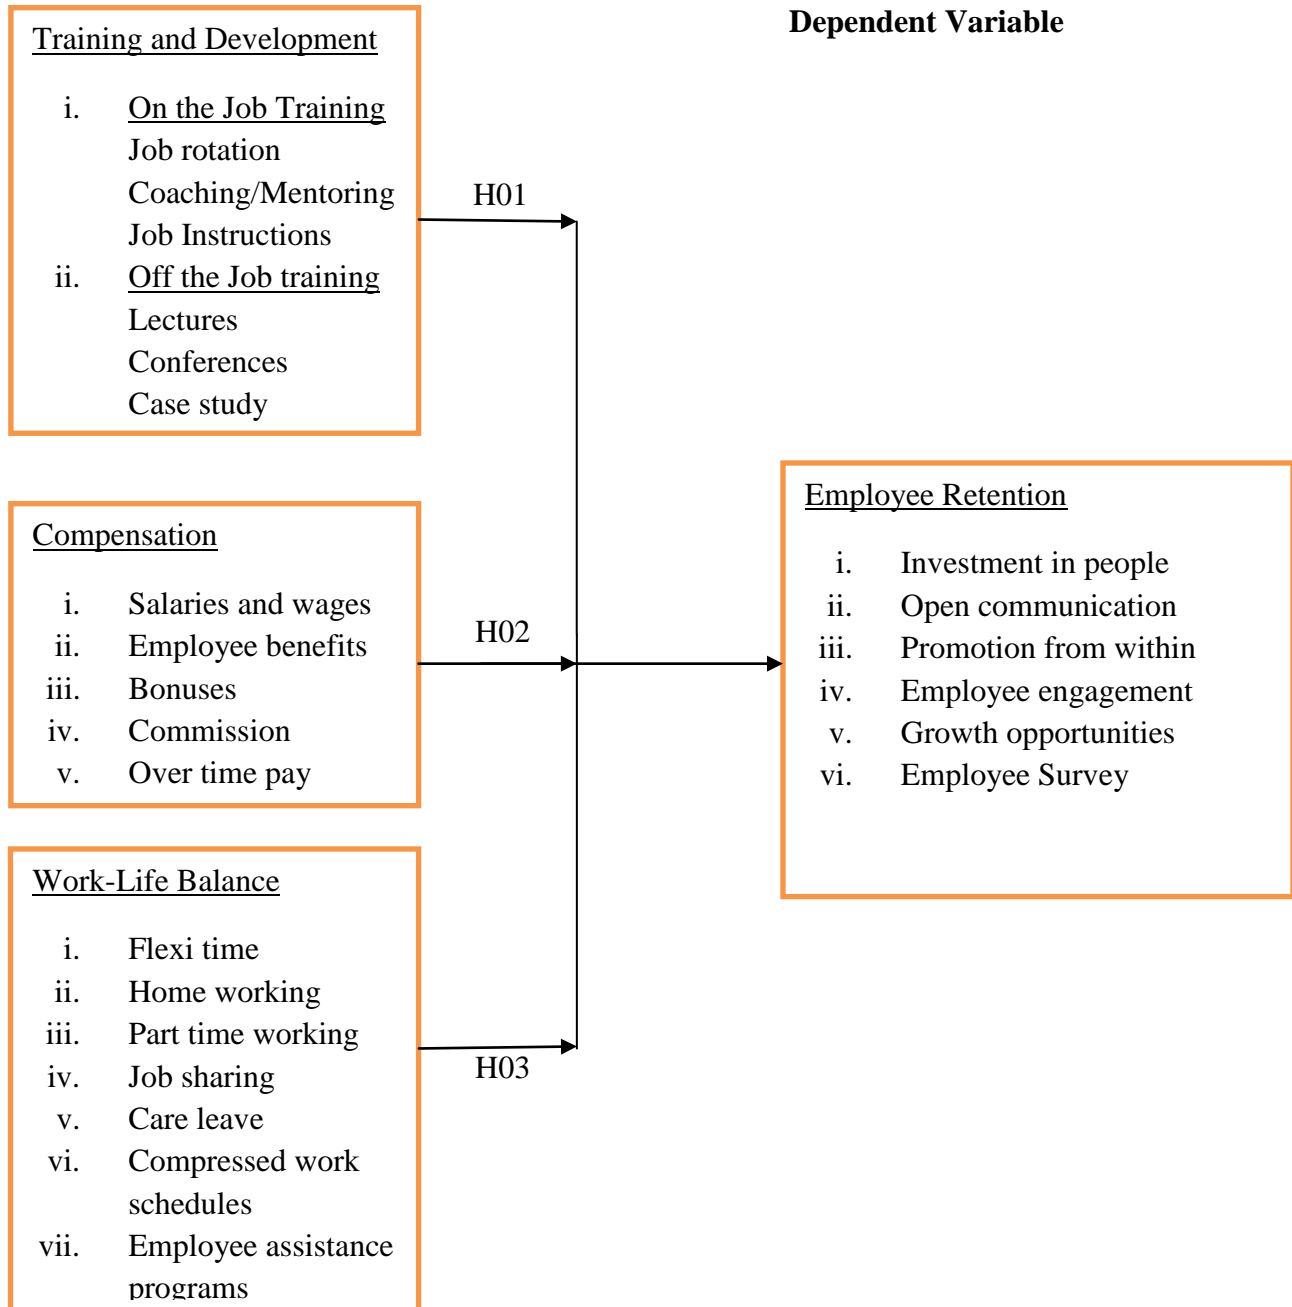 Dependent Variable
Training and Development
i. On the Job Training
Job rotation
Coaching/Mentoring
Job Instructions
ii. Off the Job training
Lectures
Conferences
Case study
H01
Compensation
i. Salaries and wages
ii. Employee benefits
iii. Bonuses
iv. Commission
v. Over time pay
H02
Employee Retention
i. Investment in people
ii. Open communication
iii. Promotion from within
iv. Employee engagement
v. Growth opportunities
vi. Employee Survey
Work-Life Balance
i. Flexi time
ii. Home working
iii. Part time working
iv. Job sharing
v. Care leave
vi. Compressed work
schedules
vii. Employee assistance
programs
H03